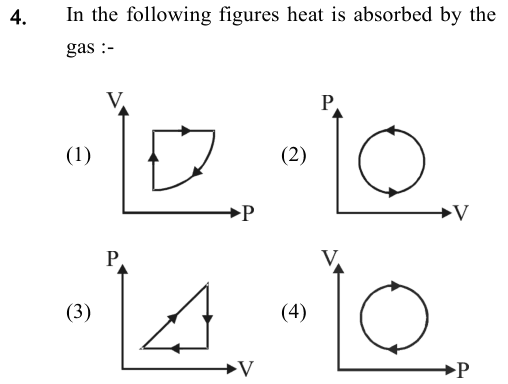 4. In the following figures heat is absorbed by the
gas :-
V
(1)
P
P
(2)
V
P
(3)
V
V
(4)
P